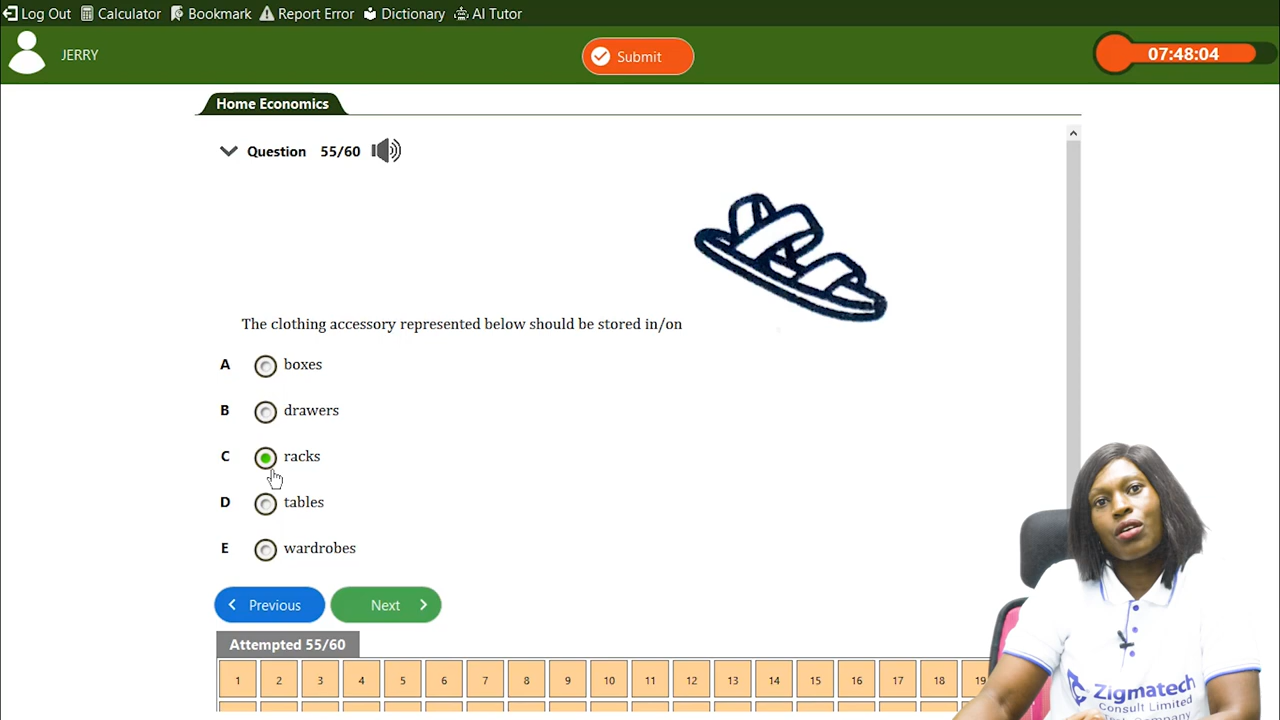 Log Out Calculator Bookmark Report Error Dictionary AI Tutor
JERRY
Submit
07:48:04
Home Economics
Question 55/60
The clothing accessory represented below should be stored in/on
A boxes
B drawers
C racks
D tables
E wardrobes
Previous
Next
Attempted 55/60
1 2 3 4 5 6 7 8 9 10 11 12 13 14 15 16 17 18 19
Zigmatech
Consult Limited